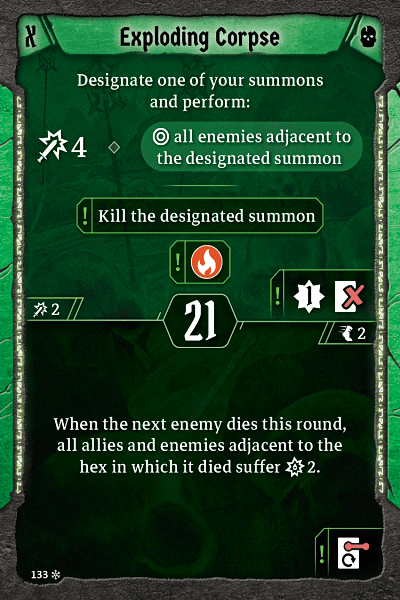 X
Exploding Corpse
Designate one of your summons
and perform:
4
all enemies adjacent to
the designated summon
! Kill the designated summon
!
! 1
2
21
2
When the next enemy dies this round,
all allies and enemies adjacent to the
hex in which it died suffer 2.
!
133